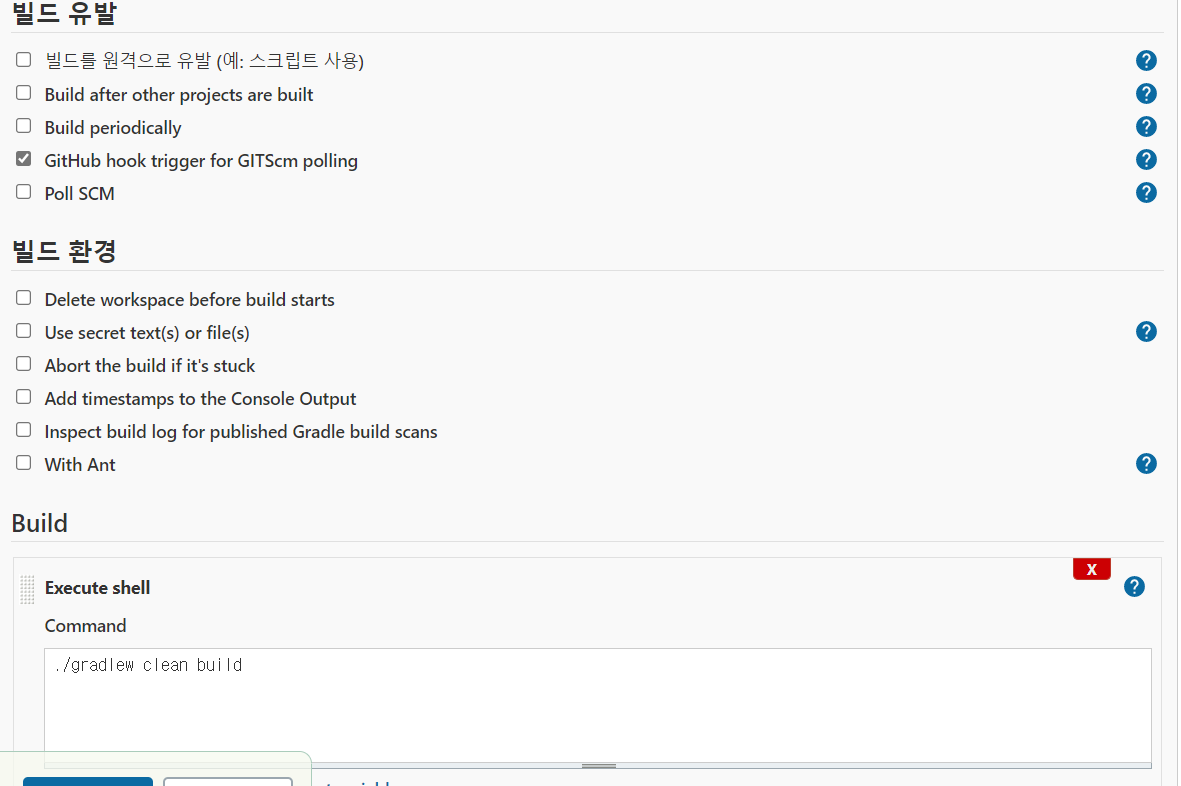 빌드 유발
빌드를 원격으로 유발 (예: 스크립트 사용)
?
Build after other projects are built
?
Build periodically
?
GitHub hook trigger for GITScm polling
?
Poll SCM
?
빌드 환경
Delete workspace before build starts
Use secret text(s) or file(s)
?
Abort the build if it's stuck
Add timestamps to the Console Output
Inspect build log for published Gradle build scans
With Ant
?
Build
X
Execute shell
?
Command
./gradlew clean build